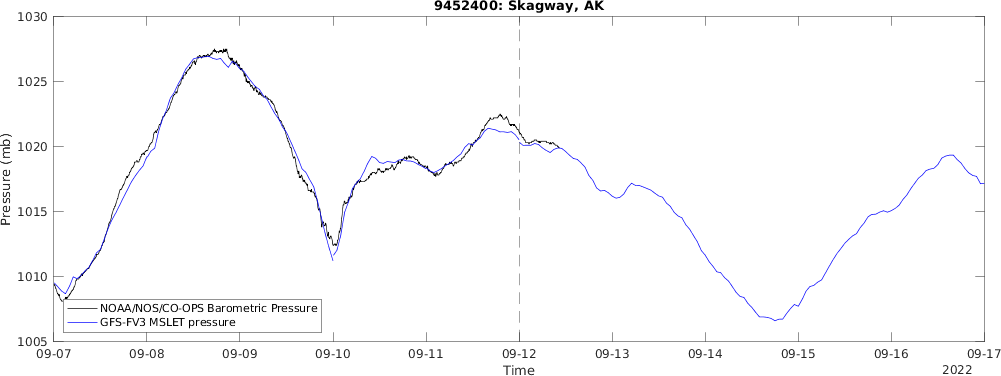 9452400: Skagway, AK
Pressure (mb)
1030
1025
1020
1015
1010
1005
NOAA/NOS/CO-OPS Barometric Pressure
GFS-FV3 MSLET pressure
09-07 09-08 09-09 09-10 09-11 09-12 09-13 09-14 09-15 09-16 09-17
Time
2022